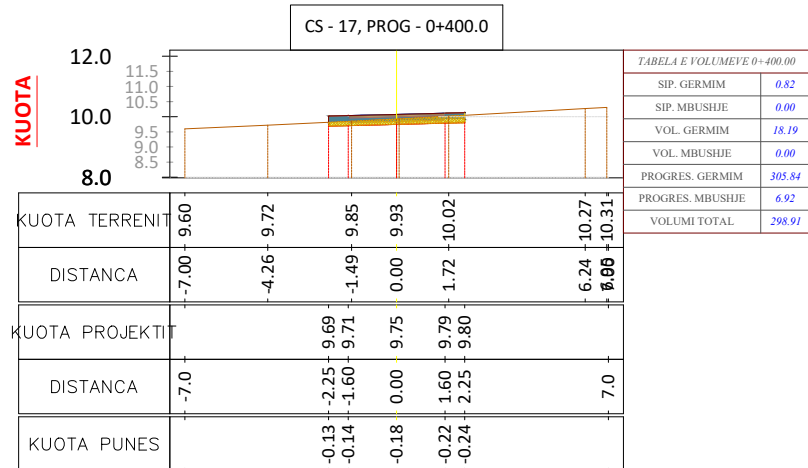 CS - 17, PROG - 0+400.0
KUOTA
12.0
11.5
11.0
10.5
10.0
9.5
9.0
8.5
8.0
TABELA E VOLUMEVE 0+400.00
SIP. GERMIM 0.82
SIP. MBUSHJE 0.00
VOL. GERMIM 18.19
VOL. MBUSHJE 0.00
PROGRES. GERMIM 305.84
PROGRES. MBUSHJE 6.92
VOLUMI TOTAL 298.91
KUOTA TERRENIT 9.60 9.72 9.85 9.93 10.02 10.27 10.31
DISTANCA -7.00 -4.26 -1.49 0.00 1.72 6.24
KUOTA PROJEKTIT 9.69 9.71 9.75 9.79 9.80
DISTANCA -7.0 -2.25 -1.60 0.00 1.60 2.25 7.0
KUOTA PUNES -0.13 -0.14 -0.18 -0.22 -0.24